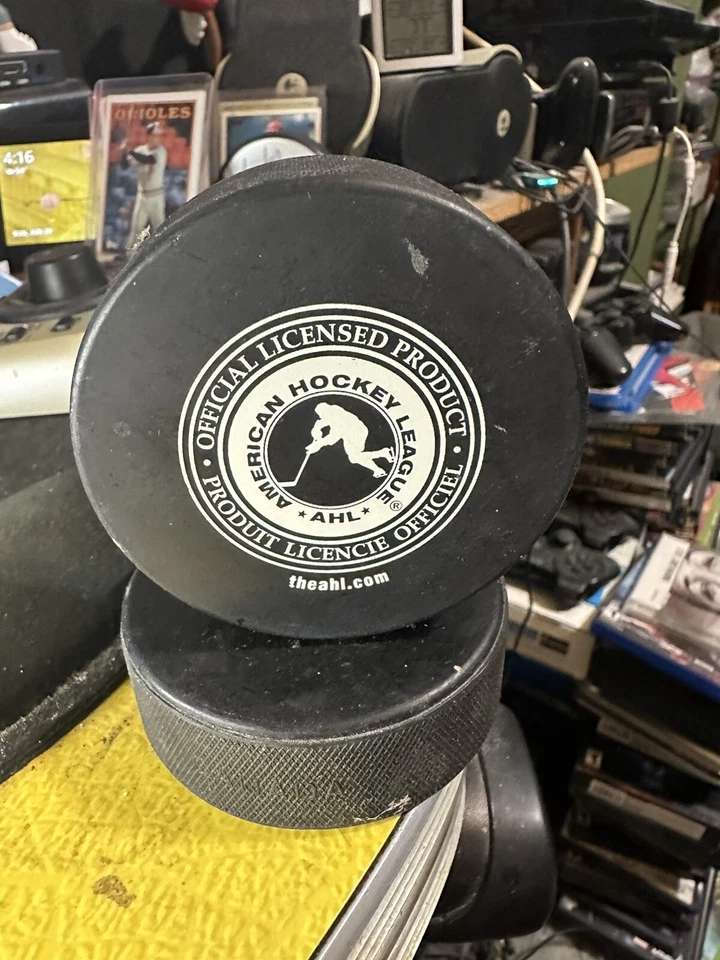 ORIOLES
4:16
OFFICIAL LICENSED PRODUCT
AMERICAN HOCKEY LEAGUE
®
★ AHL ★
• PRODUIT LICENCIE OFFICIEL •
theahl.com